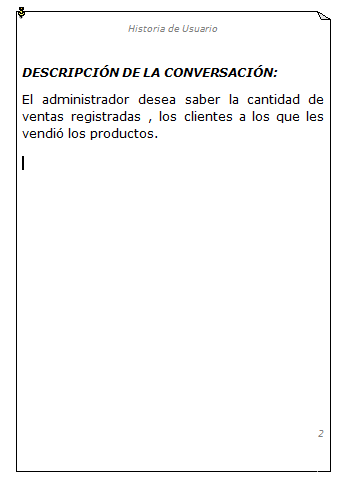 Historia de Usuario
DESCRIPCIÓN DE LA CONVERSACIÓN:
El administrador desea saber la cantidad de
ventas registradas , los clientes a los que les
vendió los productos.
2